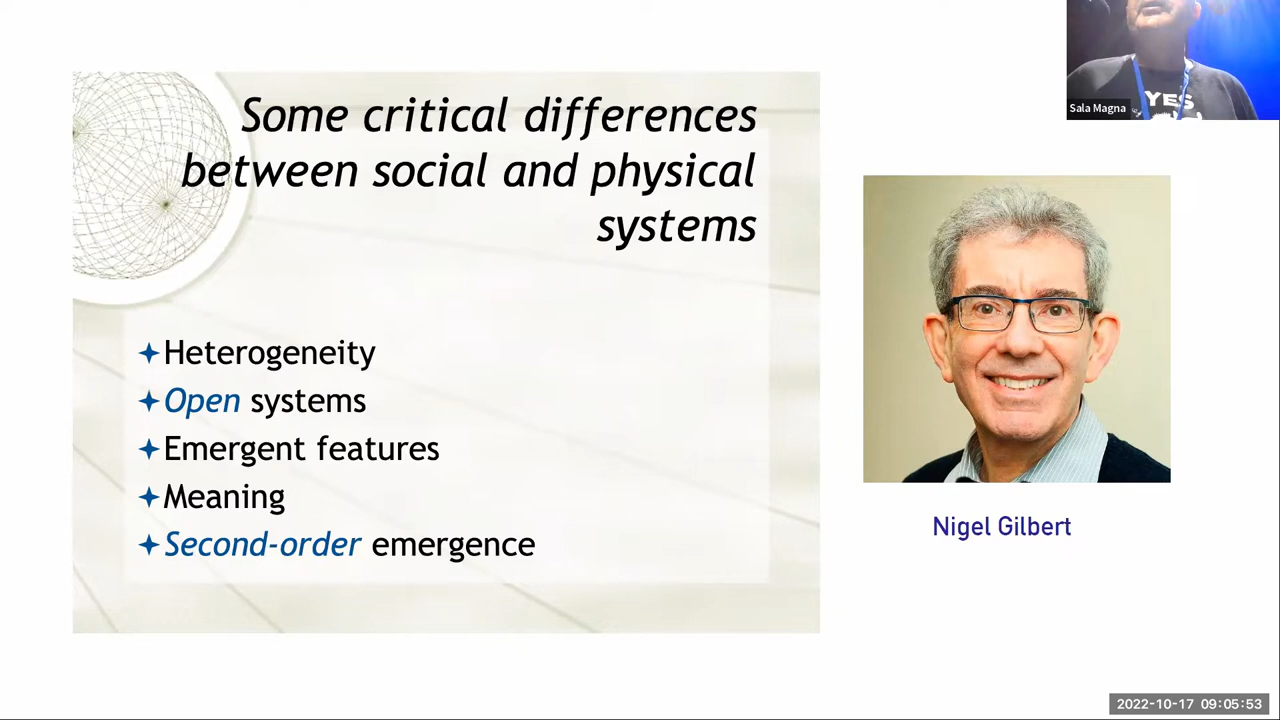 Some critical differences
between social and physical
systems
Heterogeneity
Open systems
Emergent features
Meaning
Second-order emergence
Sala Magna
YES
Nigel Gilbert
2022-10-17 09:05:53